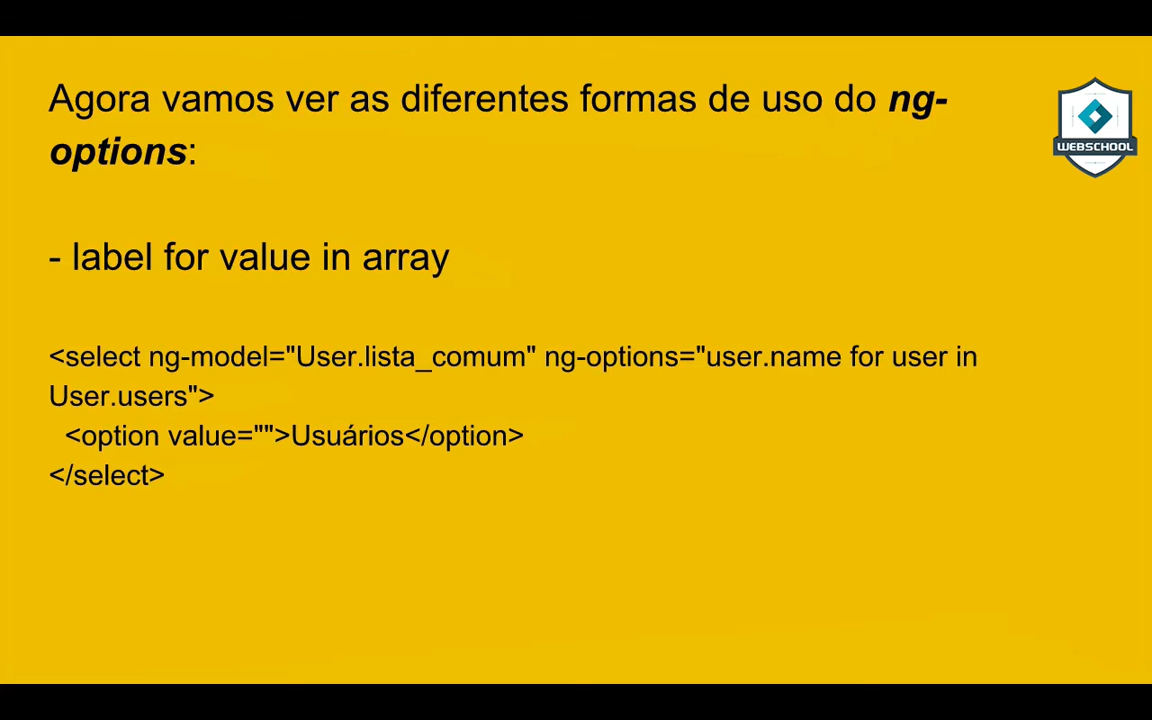 Agora vamos ver as diferentes formas de uso do ng-
options:
WEBSCHOOL
- label for value in array
<select ng-model="User.lista_comum" ng-options="user.name for user in
User.users">
<option value="">Usuários</option>
</select>